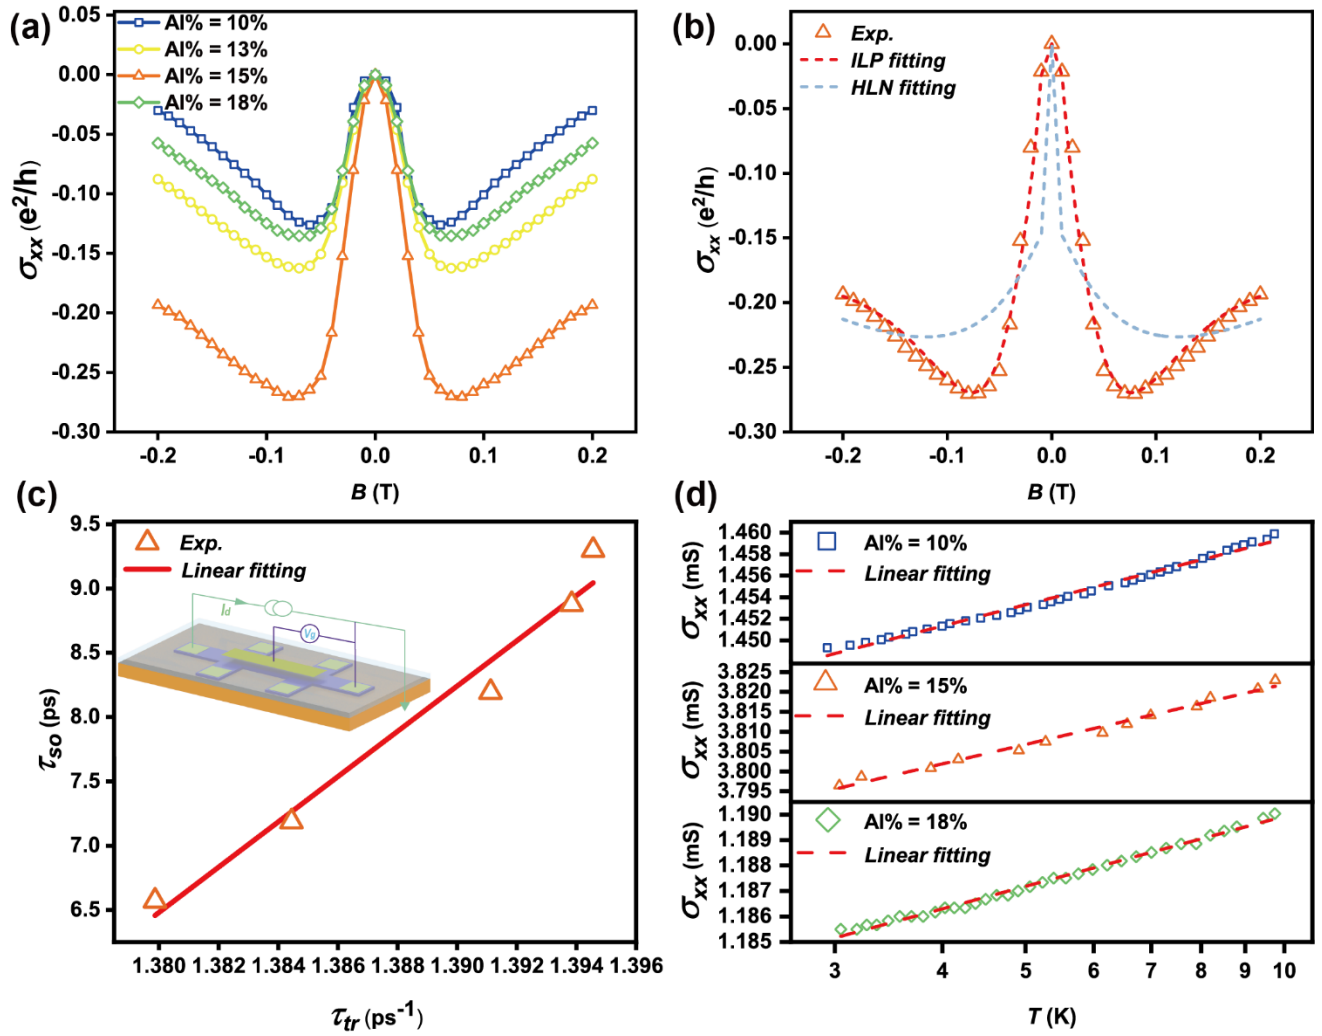 (a)
Al% = 10%
Al% = 13%
Al% = 15%
Al% = 18%
0.05
0.00
-0.05
-0.10
-0.15
-0.20
-0.25
-0.30
σxx (e²/h)
-0.2 -0.1 0.0 0.1 0.2
B (T)
(b)
Exp.
ILP fitting
HLN fitting
0.00
-0.05
-0.10
-0.15
-0.20
-0.25
-0.30
σxx (e²/h)
-0.2 -0.1 0.0 0.1 0.2
B (T)
(c)
Exp.
Linear fitting
Id
Vg
9.5
9.0
8.5
8.0
7.5
7.0
6.5
τso (ps)
1.380 1.382 1.384 1.386 1.388 1.390 1.392 1.394 1.396
τtr (ps⁻¹)
(d)
Al% = 10%
Linear fitting
1.460
1.458
1.456
1.454
1.452
1.450
σxx (mS)
Al% = 15%
Linear fitting
3.825
3.820
3.815
3.810
3.805
3.800
3.795
σxx (mS)
Al% = 18%
Linear fitting
1.190
1.189
1.188
1.187
1.186
1.185
σxx (mS)
3 4 5 6 7 8 9 10
T (K)